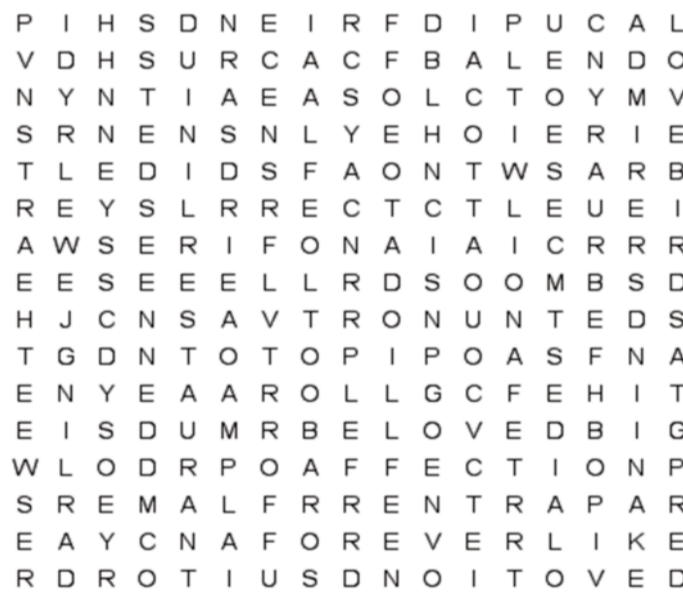 P I H S D N E I R F D I P U C A L
V D H S U R C A C F B A L E N D O
N Y N T I A E A S O L C T O Y M V
S R N E N S N L Y E H O I E R I E
T L E D I D S F A O N T W S A R B
R E Y S L R R E C T C T L E U E I
A W S E R I F O N A I A I C R R R
E E S E E E L L R D S O O M B S D
H J C N S A V T R O N U N T E D S
T G D N T O T O P I P O A S F N A
E N Y E A A R O L L G C F E H I T
E I S D U M R B E L O V E D B I G
W L O D R P O A F F E C T I O N P
S R E M A L F R R E N T R A P A R
E A Y C N A F O R E V E R L I K E
R D R O T I U S D N O I T O V E D